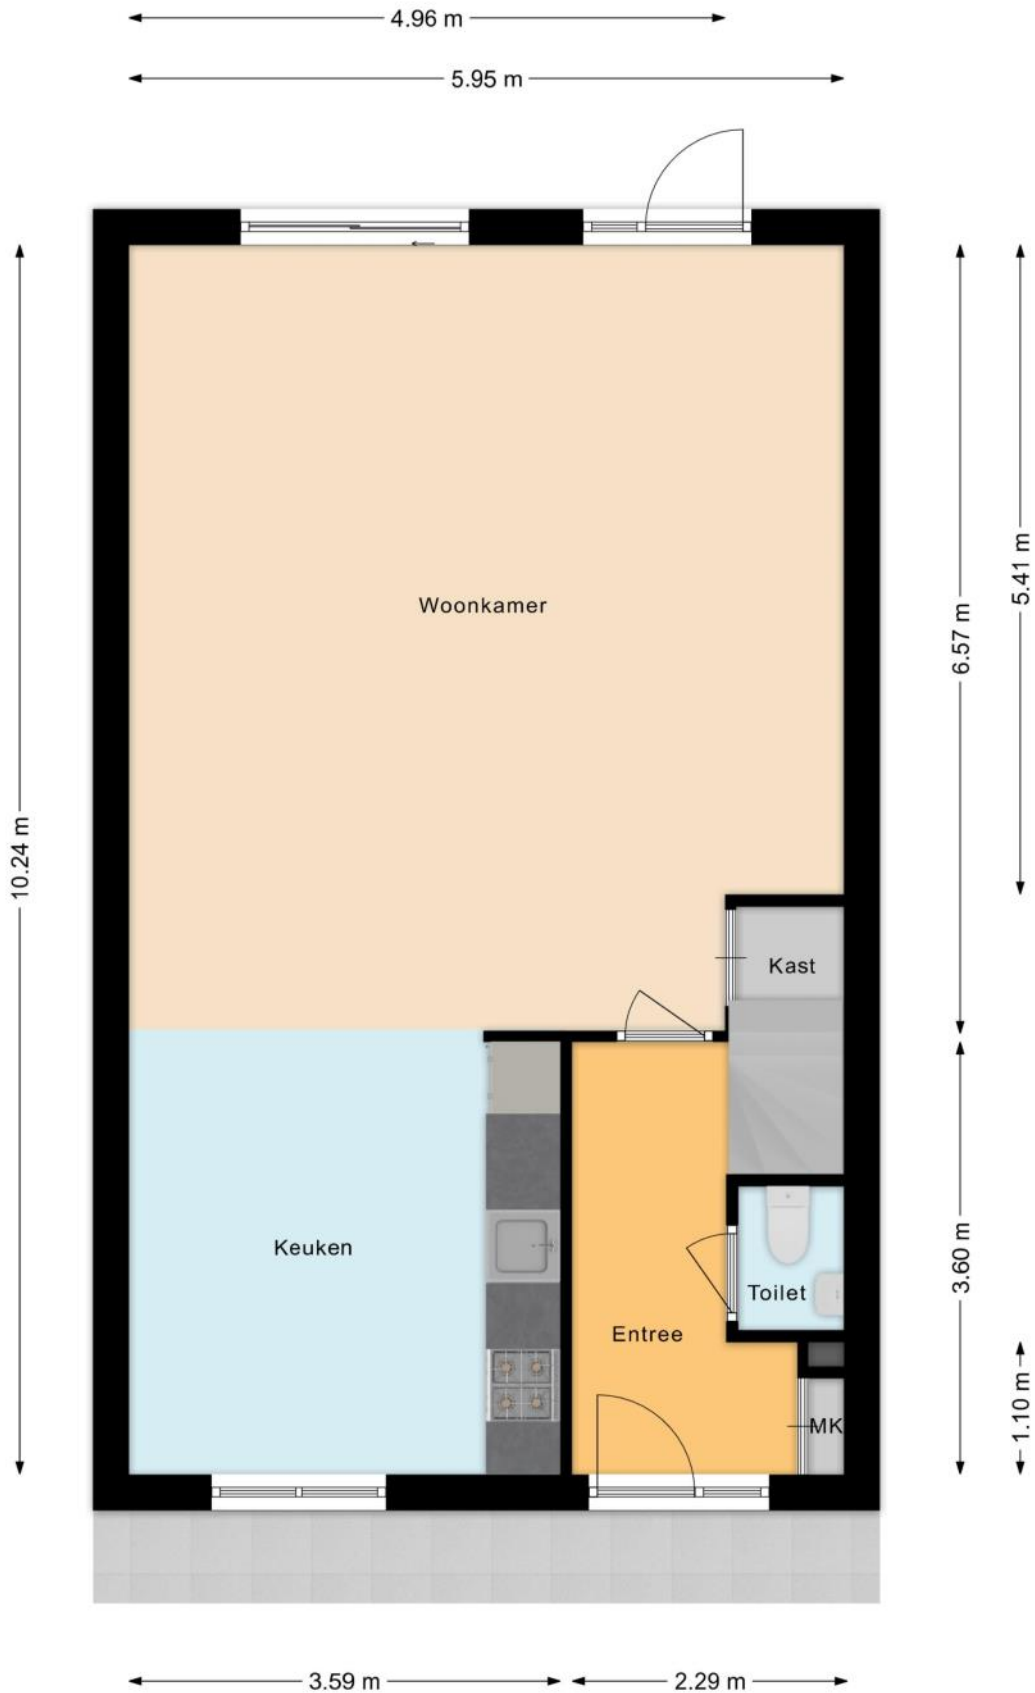 4.96 m
5.95 m
Woonkamer
5.41 m
6.57 m
10.24 m
Kast
Keuken
3.60 m
Toilet
Entree
1.10 m
MK
3.59 m
2.29 m